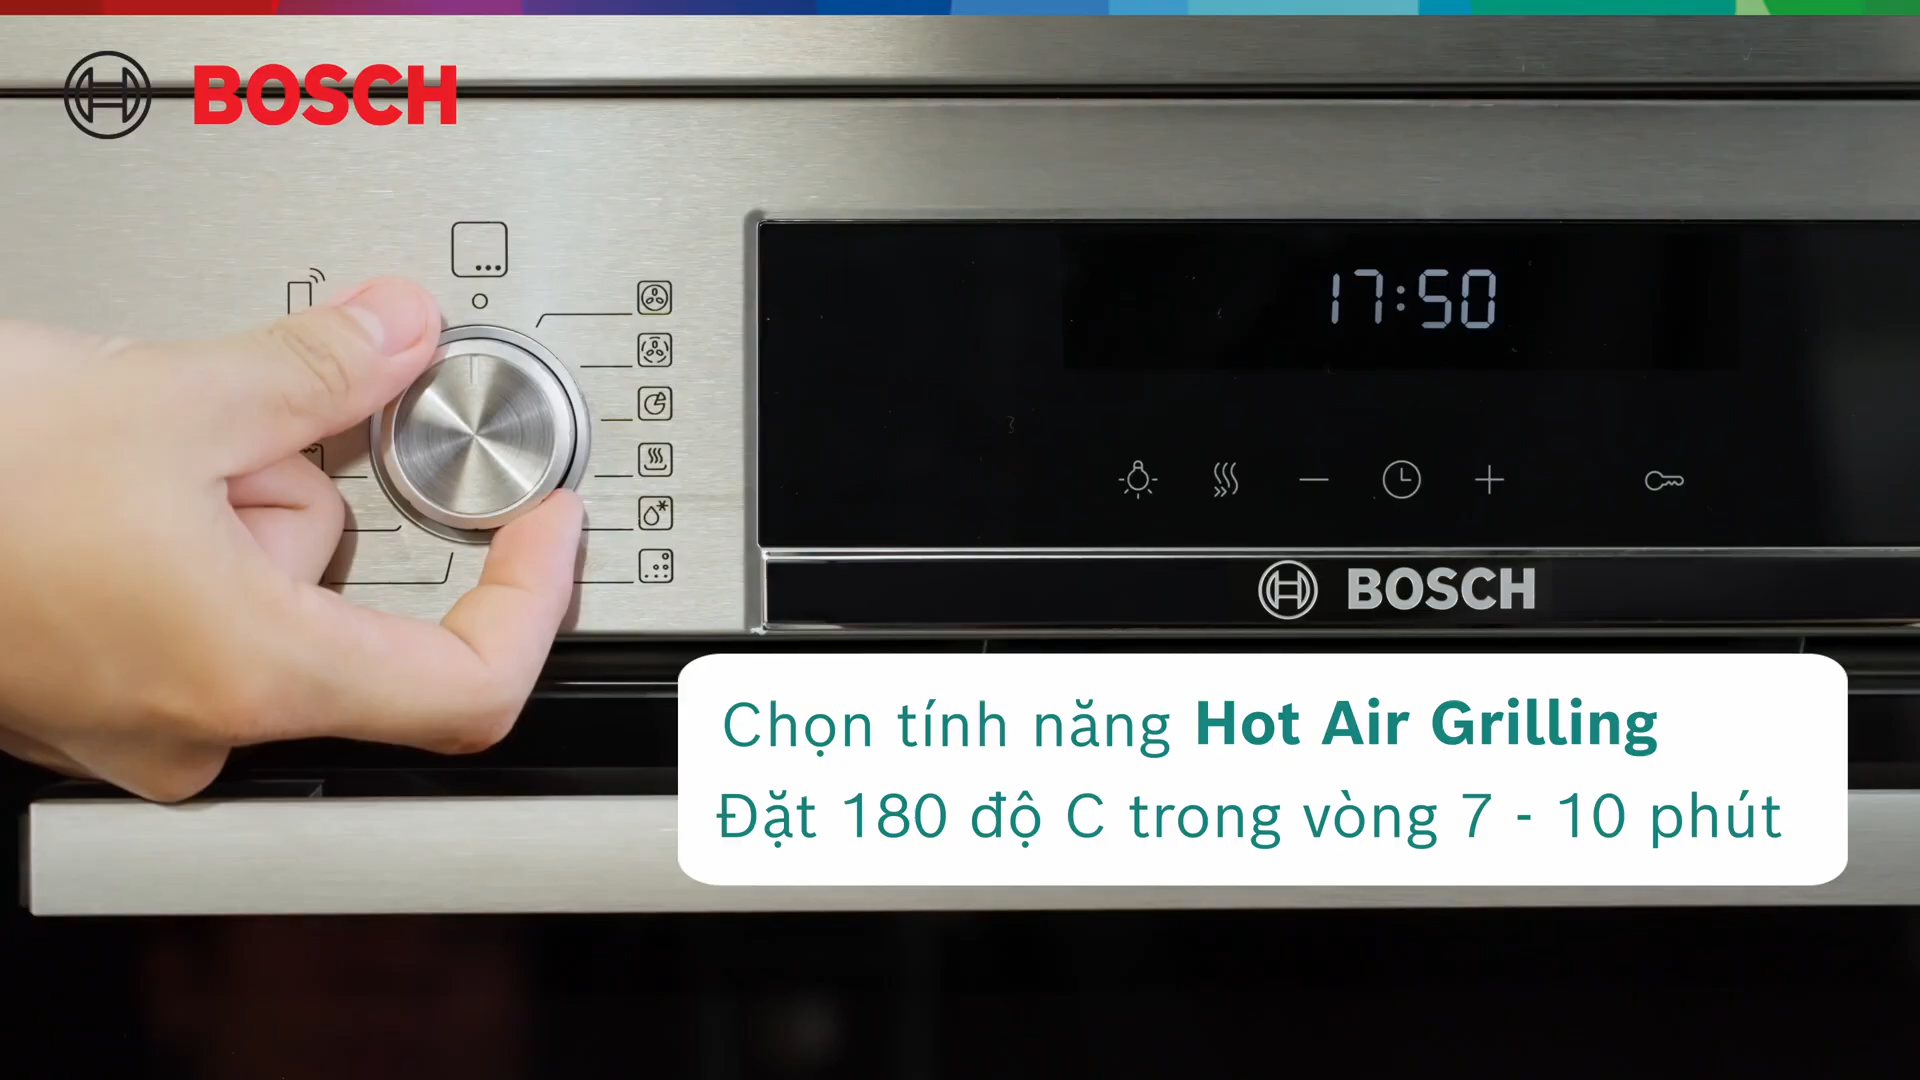 BOSCH
17:50
BOSCH
Chọn tính năng Hot Air Grilling
Đặt 180 độ C trong vòng 7 - 10 phút